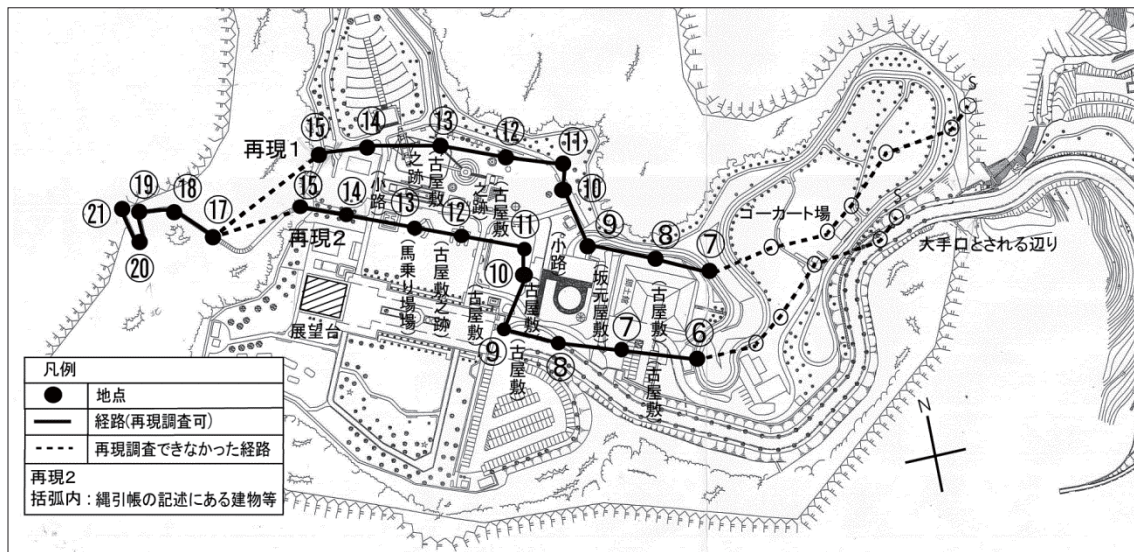 再現1
⑮
⑭
⑬
⑫
⑪
⑩
⑨
⑧
⑦
S
㉑
⑲
⑱
⑰
⑳
再現2
⑮
⑭
⑬
⑫
⑪
⑩
⑨
⑧
⑦
⑥
S
小路
(古屋敷之跡
(古屋敷之跡
(小路)
(坂元屋敷)
(古屋敷)
ゴーカート場
大手口とされる辺り
(馬乗り場場)
(古屋敷之跡)
古屋敷)
古屋敷
(古屋敷)
古屋敷)
展望台
N
凡例
地点
経路(再現調査可)
再現調査できなかった経路
再現2
括弧内:縄引帳の記述にある建物等